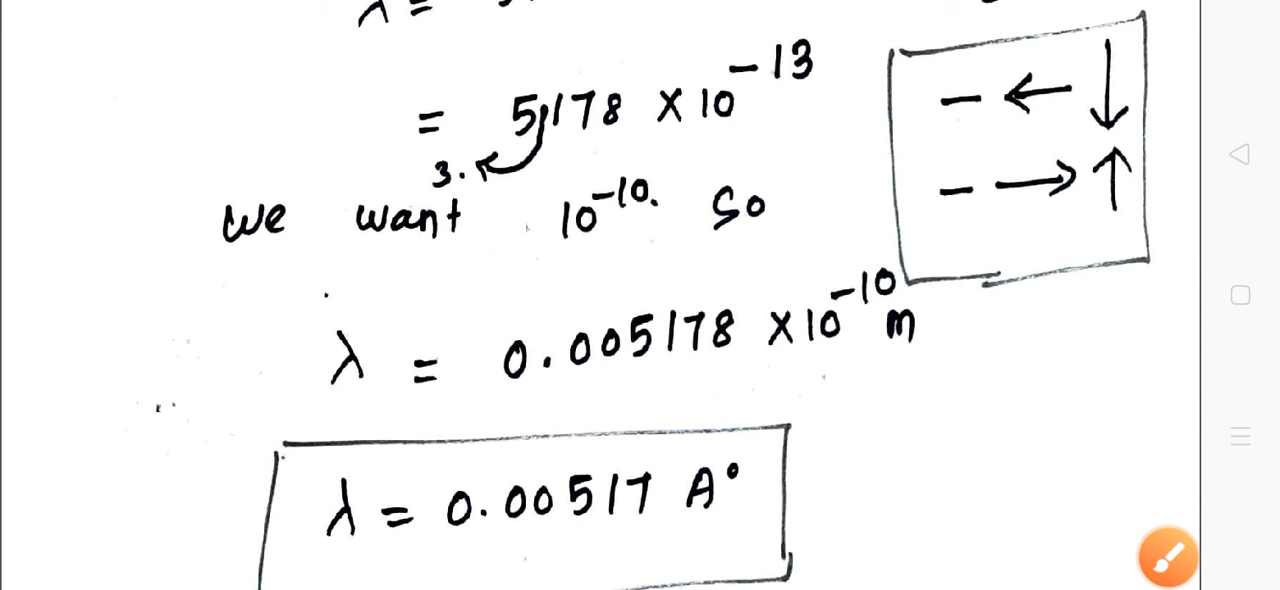 λ =
= 5.178 × 10⁻¹³
3.
we want 10⁻¹⁰. So
λ = 0.005178 ×10⁻¹⁰ m
λ = 0.00517 A°
- ← ↓
- → ↑